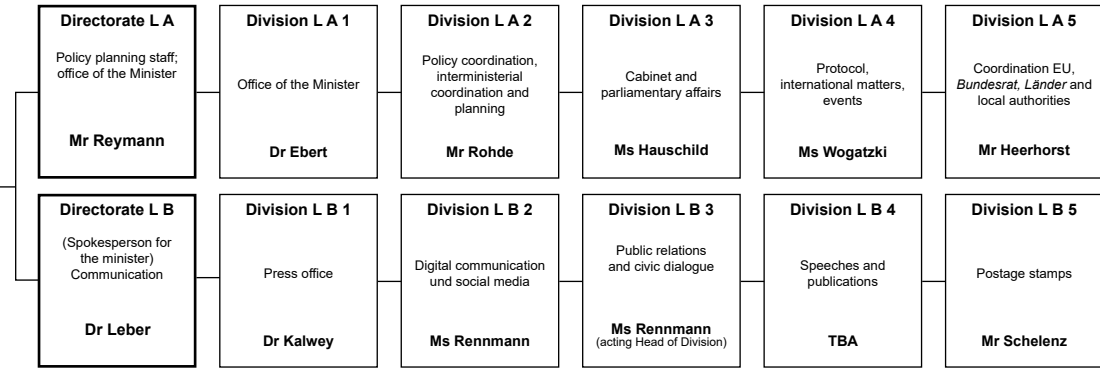 Directorate L A
Policy planning staff;
office of the Minister
Mr Reymann
Division L A 1
Office of the Minister
Dr Ebert
Division L A 2
Policy coordination,
interministerial
coordination and
planning
Mr Rohde
Division L A 3
Cabinet and
parliamentary affairs
Ms Hauschild
Division L A 4
Protocol,
international matters,
events
Ms Wogatzki
Division L A 5
Coordination EU,
Bundesrat, Länder and
local authorities
Mr Heerhorst
Directorate L B
(Spokesperson for
the minister)
Communication
Dr Leber
Division L B 1
Press office
Dr Kalwey
Division L B 2
Digital communication
und social media
Ms Rennmann
Division L B 3
Public relations
and civic dialogue
Ms Rennmann
(acting Head of Division)
Division L B 4
Speeches and
publications
TBA
Division L B 5
Postage stamps
Mr Schelenz